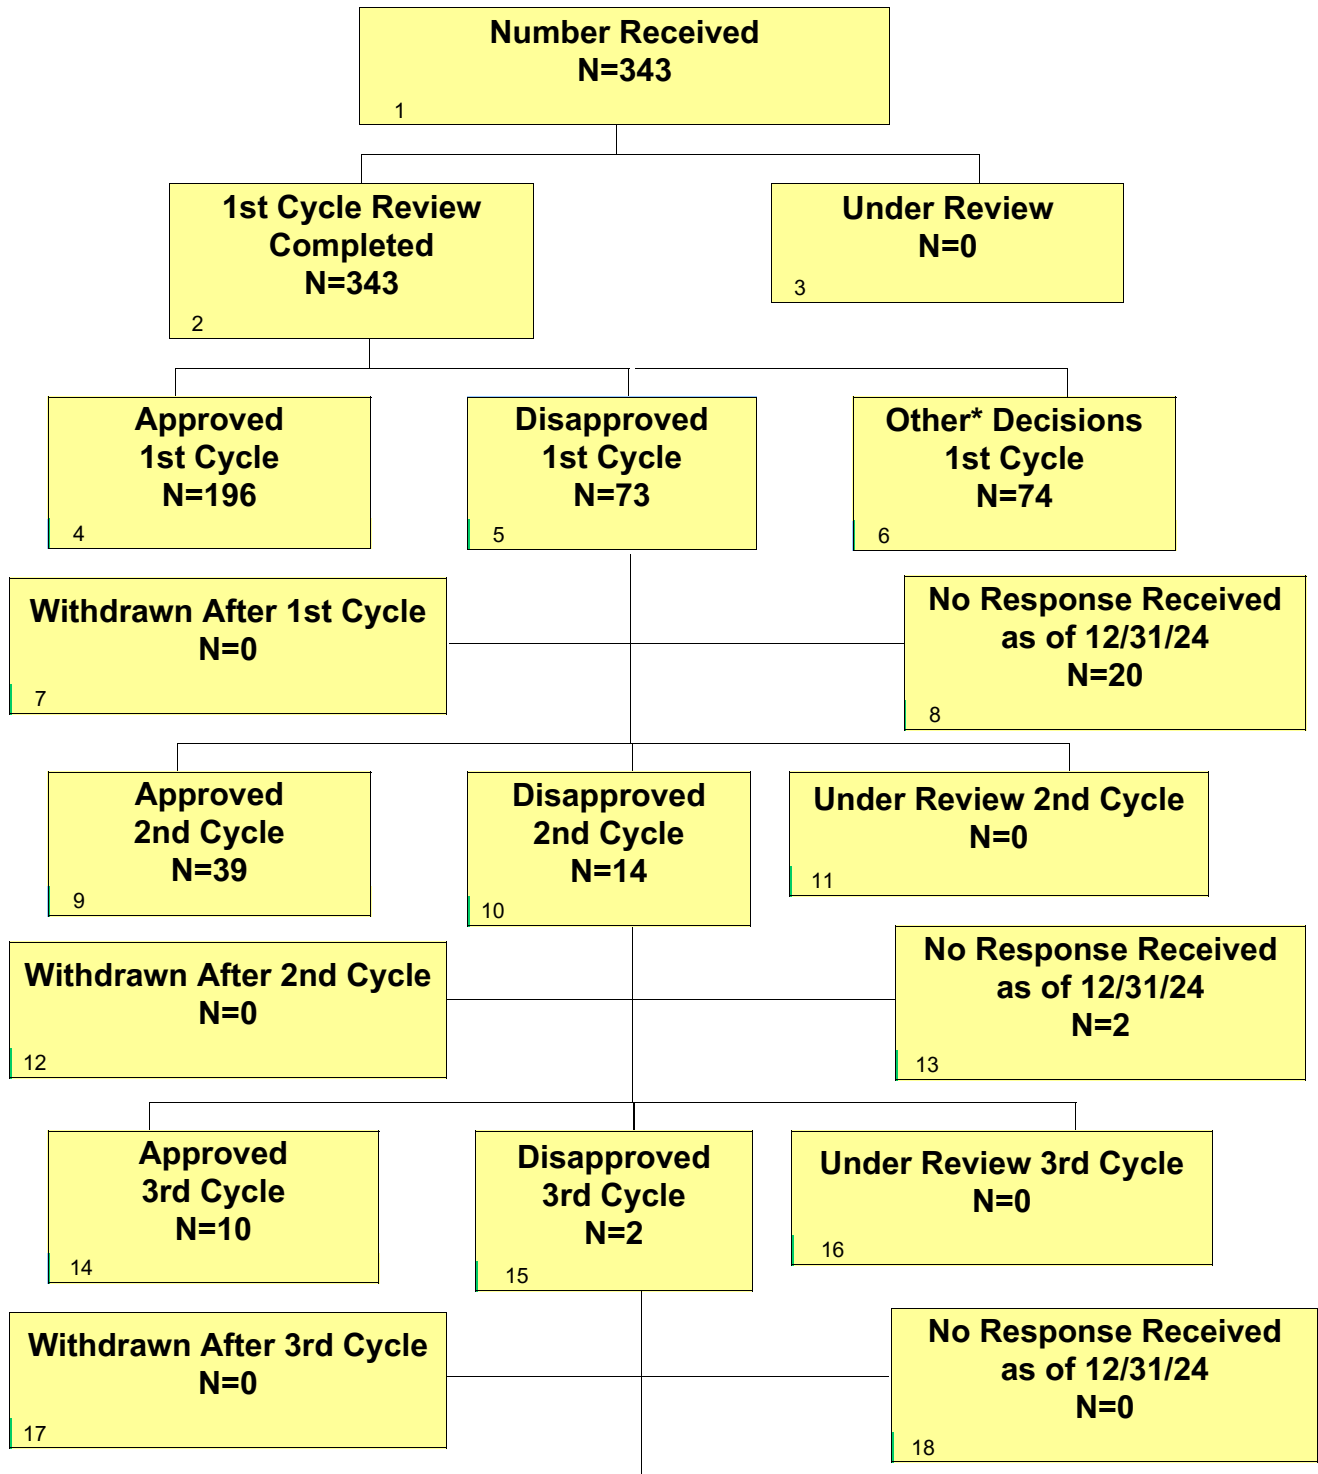 Number Received
N=343
1
1st Cycle Review
Completed
N=343
2
Under Review
N=0
3
Approved
1st Cycle
N=196
4
Disapproved
1st Cycle
N=73
5
Other* Decisions
1st Cycle
N=74
6
Withdrawn After 1st Cycle
N=0
7
No Response Received
as of 12/31/24
N=20
8
Approved
2nd Cycle
N=39
9
Disapproved
2nd Cycle
N=14
10
Under Review 2nd Cycle
N=0
11
Withdrawn After 2nd Cycle
N=0
12
No Response Received
as of 12/31/24
N=2
13
Approved
3rd Cycle
N=10
14
Disapproved
3rd Cycle
N=2
15
Under Review 3rd Cycle
N=0
16
Withdrawn After 3rd Cycle
N=0
17
No Response Received
as of 12/31/24
N=0
18